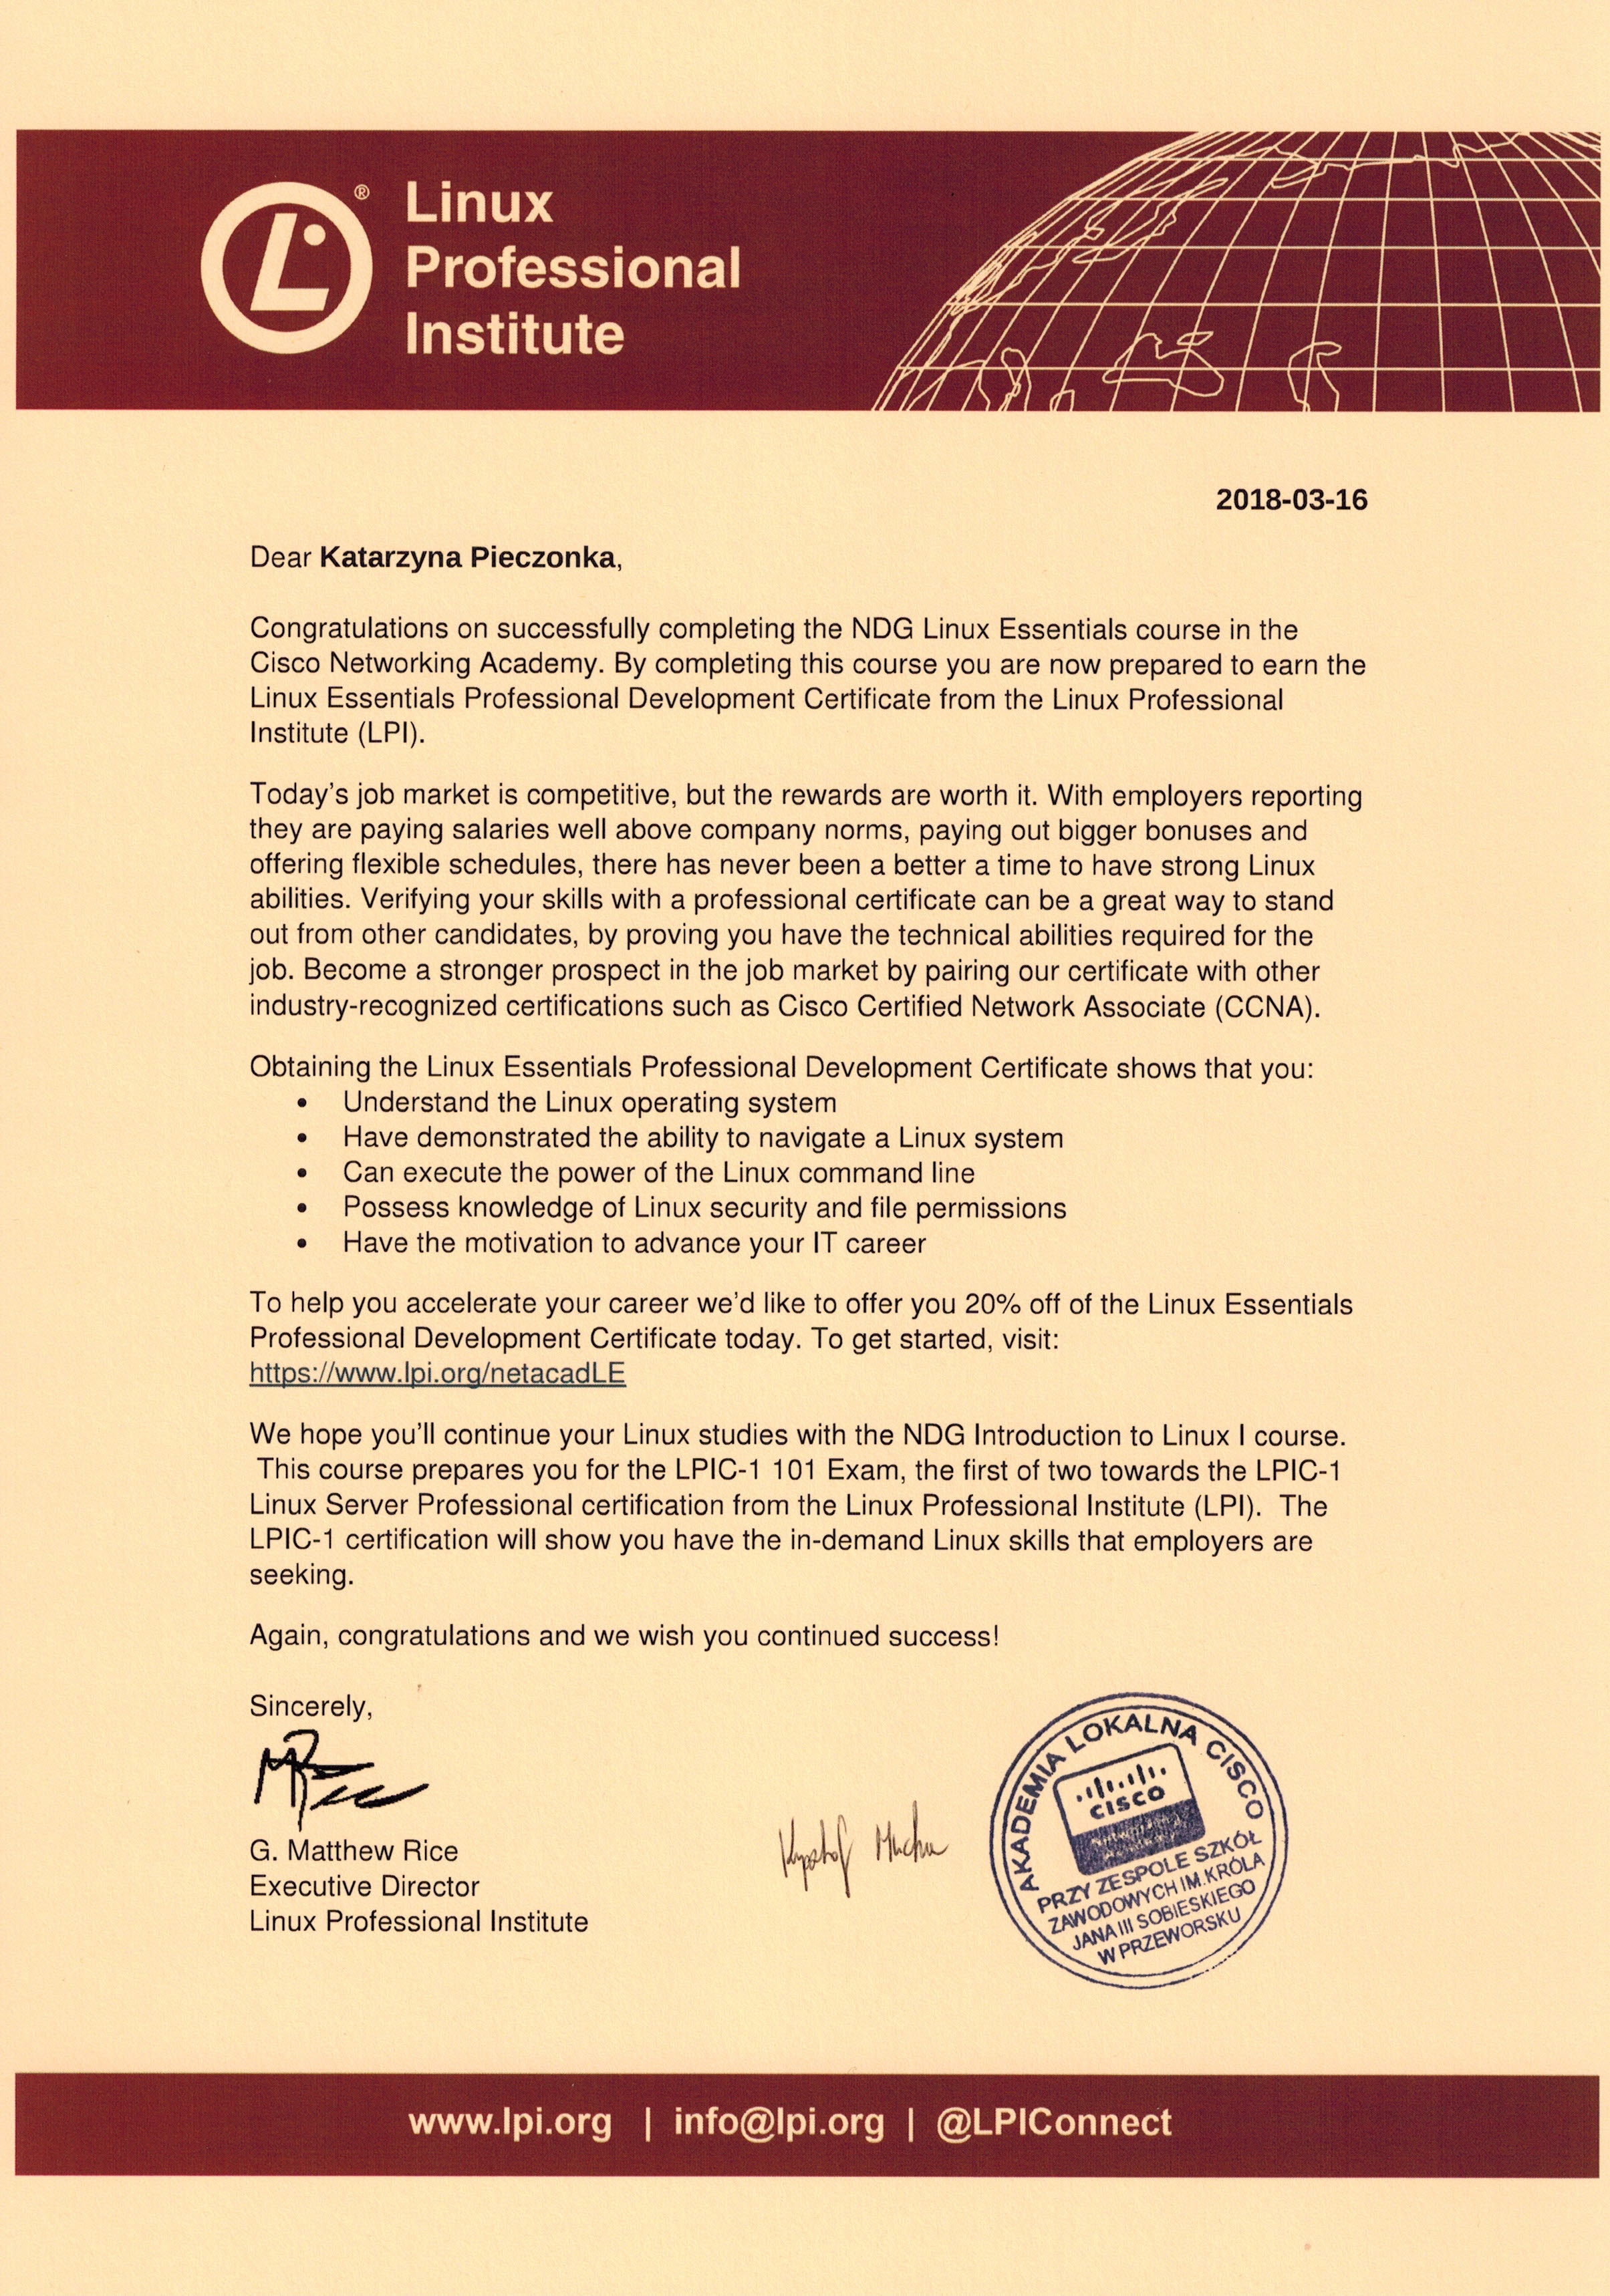 Linux
Professional
Institute
®
2018-03-16
Dear Katarzyna Pieczonka,
Congratulations on successfully completing the NDG Linux Essentials course in the
Cisco Networking Academy. By completing this course you are now prepared to earn the
Linux Essentials Professional Development Certificate from the Linux Professional
Institute (LPI).
Today's job market is competitive, but the rewards are worth it. With employers reporting
they are paying salaries well above company norms, paying out bigger bonuses and
offering flexible schedules, there has never been a better a time to have strong Linux
abilities. Verifying your skills with a professional certificate can be a great way to stand
out from other candidates, by proving you have the technical abilities required for the
job. Become a stronger prospect in the job market by pairing our certificate with other
industry-recognized certifications such as Cisco Certified Network Associate (CCNA).
Obtaining the Linux Essentials Professional Development Certificate shows that you:
• Understand the Linux operating system
• Have demonstrated the ability to navigate a Linux system
• Can execute the power of the Linux command line
• Possess knowledge of Linux security and file permissions
• Have the motivation to advance your IT career
To help you accelerate your career we'd like to offer you 20% off of the Linux Essentials
Professional Development Certificate today. To get started, visit:
https://www.lpi.org/netacadLE
We hope you'll continue your Linux studies with the NDG Introduction to Linux I course.
This course prepares you for the LPIC-1 101 Exam, the first of two towards the LPIC-1
Linux Server Professional certification from the Linux Professional Institute (LPI). The
LPIC-1 certification will show you have the in-demand Linux skills that employers are
seeking.
Again, congratulations and we wish you continued success!
Sincerely,
G. Matthew Rice
Executive Director
Linux Professional Institute
AKADEMIA LOKALNA CISCO
CISCO
PRZY ZESPOLE SZKÓŁ
ZAWODOWYCH IM. KRÓLA
JANA III SOBIESKIEGO
W PRZEWORSKU
www.lpi.org | info@lpi.org | @LPIConnect